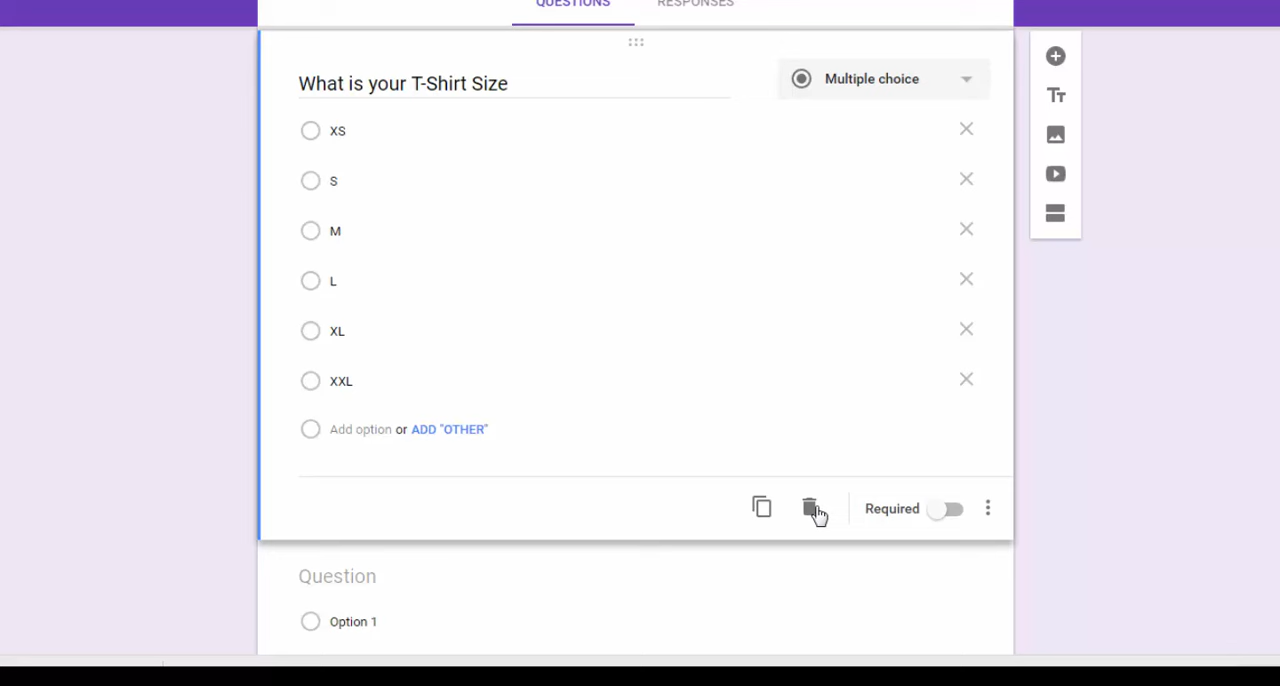 QUESTIONS RESPONSES
What is your T-Shirt Size
Multiple choice
XS
S
M
L
XL
XXL
Add option or ADD "OTHER"
Required
Question
Option 1